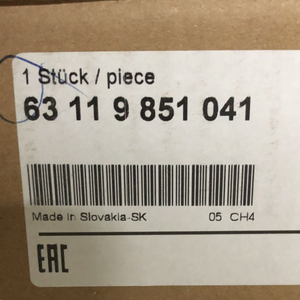 1 Stück / piece
63 11 9 851 041
Made in Slovakia-SK 05 CH4
EAC